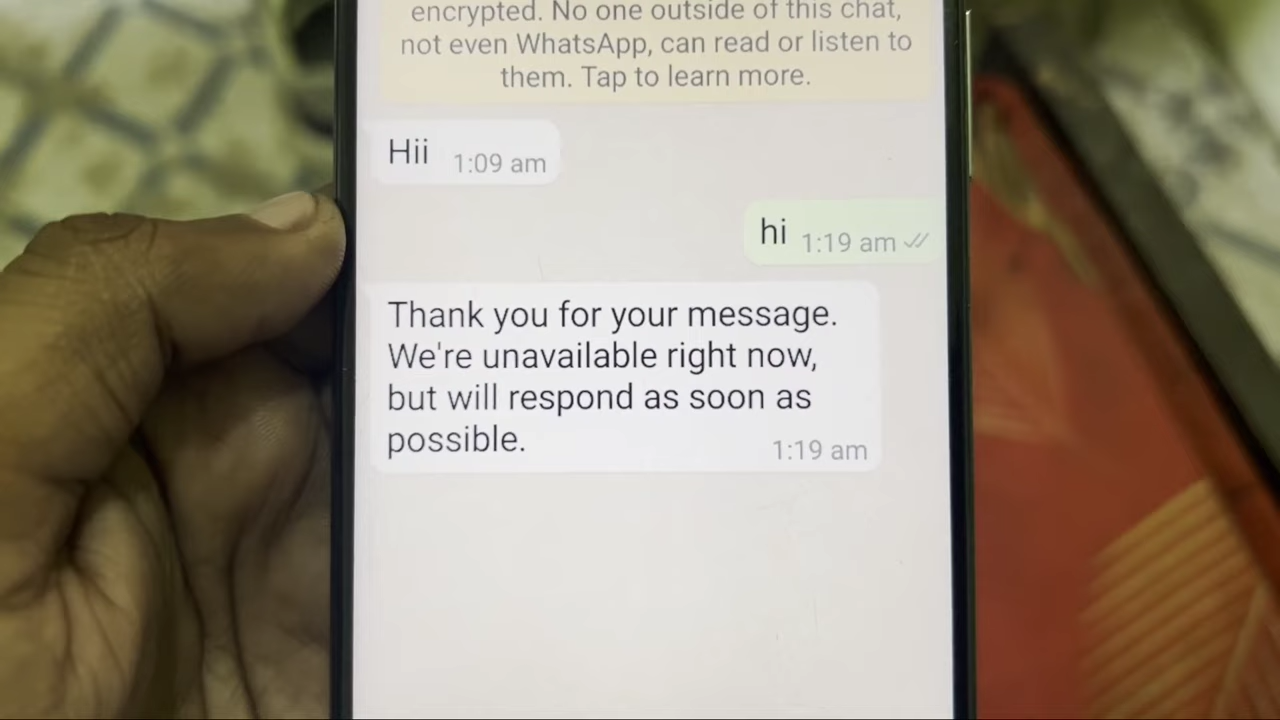 encrypted. No one outside of this chat,
not even WhatsApp, can read or listen to
them. Tap to learn more.
Hii 1:09 am
hi 1:19 am
Thank you for your message.
We're unavailable right now,
but will respond as soon as
possible. 1:19 am